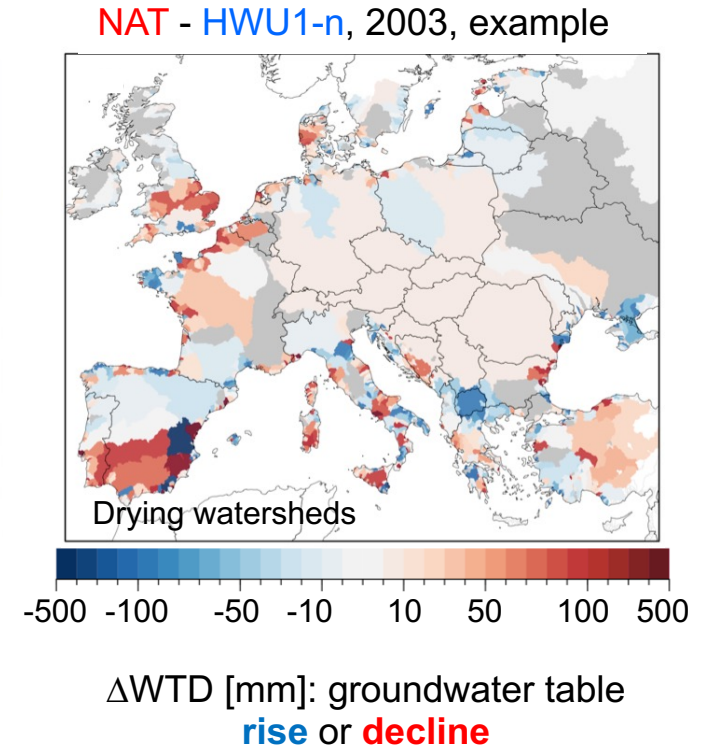 NAT - HWU1-n, 2003, example
Drying watersheds
-500 -100 -50 -10 10 50 100 500
ΔWTD [mm]: groundwater table
rise or decline